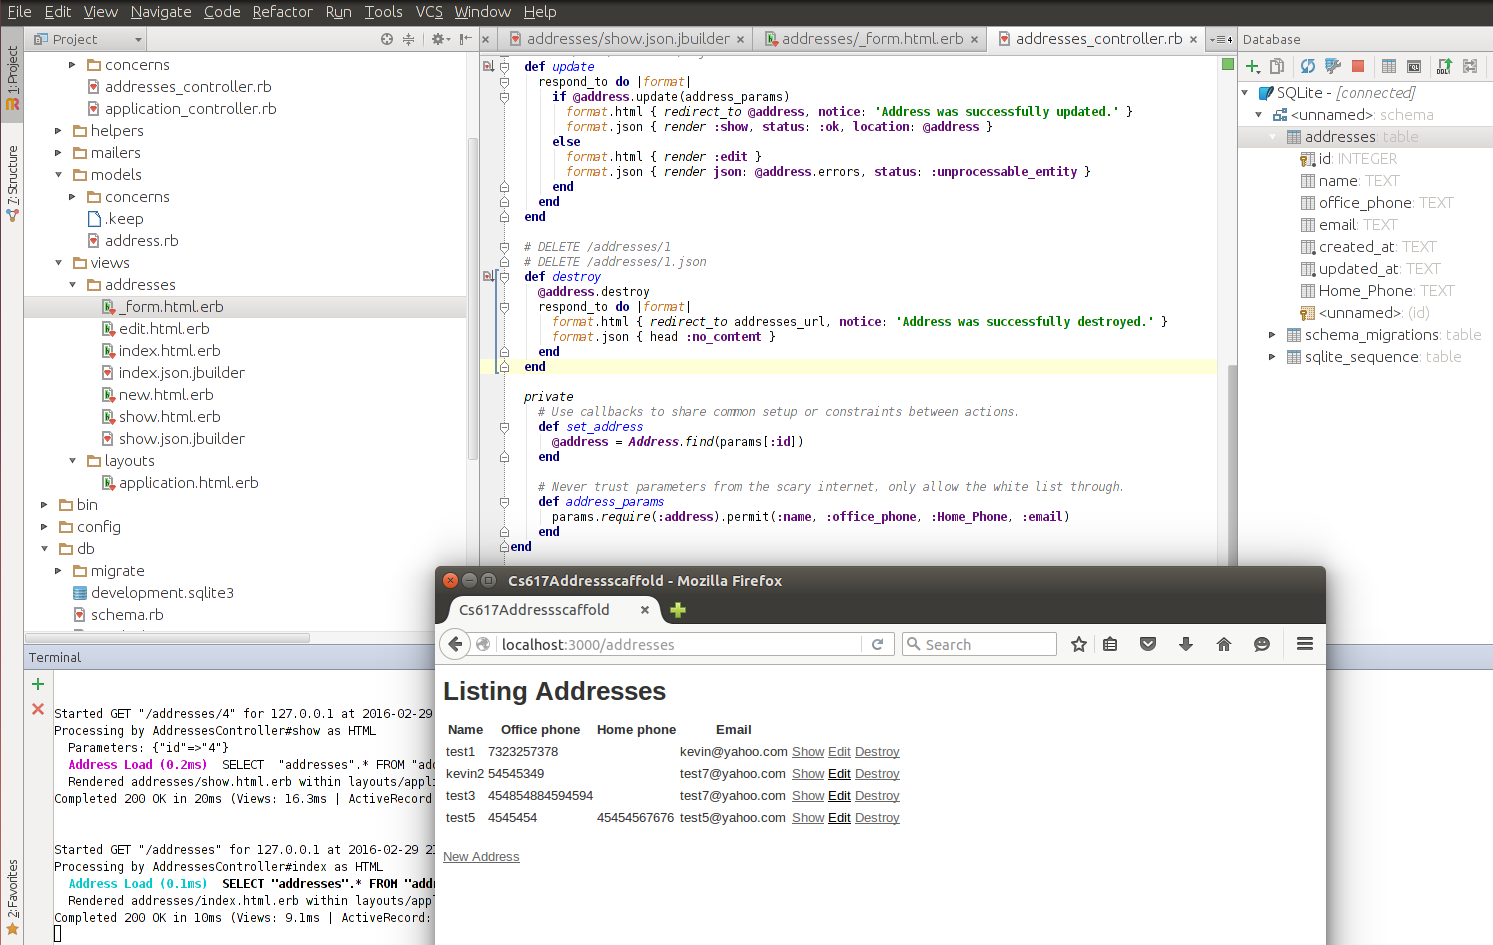 File Edit View Navigate Code Refactor Run Tools VCS Window Help
Project
addresses/show.json.jbuilder
addresses/_form.html.erb
addresses_controller.rb
4
Database
1: Project
7: Structure
2: Favorites
concerns
addresses_controller.rb
application_controller.rb
helpers
mailers
models
concerns
.keep
address.rb
views
addresses
_form.html.erb
edit.html.erb
index.html.erb
index.json.jbuilder
new.html.erb
show.html.erb
show.json.jbuilder
layouts
application.html.erb
bin
config
db
migrate
development.sqlite3
schema.rb
def update
respond_to do |format|
if @address.update(address_params)
format.html { redirect_to @address, notice: 'Address was successfully updated.' }
format.json { render :show, status: :ok, location: @address }
else
format.html { render :edit }
format.json { render json: @address.errors, status: :unprocessable_entity }
end
end
end
# DELETE /addresses/1
# DELETE /addresses/1.json
def destroy
@address.destroy
respond_to do |format|
format.html { redirect_to addresses_url, notice: 'Address was successfully destroyed.' }
format.json { head :no_content }
end
end
private
# Use callbacks to share common setup or constraints between actions.
def set_address
@address = Address.find(params[:id])
end
# Never trust parameters from the scary internet, only allow the white list through.
def address_params
params.require(:address).permit(:name, :office_phone, :Home_Phone, :email)
end
end
SQLite - [connected]
<unnamed>: schema
addresses: table
id: INTEGER
name: TEXT
office_phone: TEXT
email: TEXT
created_at: TEXT
updated_at: TEXT
Home_Phone: TEXT
<unnamed>: (id)
schema_migrations: table
sqlite_sequence: table
Terminal
Started GET "/addresses/4" for 127.0.0.1 at 2016-02-29
Processing by AddressesController#show as HTML
Parameters: {"id"=>"4"}
Address Load (0.2ms) SELECT "addresses".* FROM "add
Rendered addresses/show.html.erb within layouts/appli
Completed 200 OK in 20ms (Views: 16.3ms | ActiveRecord
Started GET "/addresses" for 127.0.0.1 at 2016-02-29 2
Processing by AddressesController#index as HTML
Address Load (0.1ms) SELECT "addresses".* FROM "addr
Rendered addresses/index.html.erb within layouts/app
Completed 200 OK in 10ms (Views: 9.1ms | ActiveRecord:
Cs617Addressscaffold - Mozilla Firefox
Cs617Addressscaffold
localhost:3000/addresses
Search
Listing Addresses
Name Office phone Home phone Email
test1 7323257378 kevin@yahoo.com Show Edit Destroy
kevin2 54545349 test7@yahoo.com Show Edit Destroy
test3 454854884594594 test7@yahoo.com Show Edit Destroy
test5 4545454 45454567676 test5@yahoo.com Show Edit Destroy
New Address